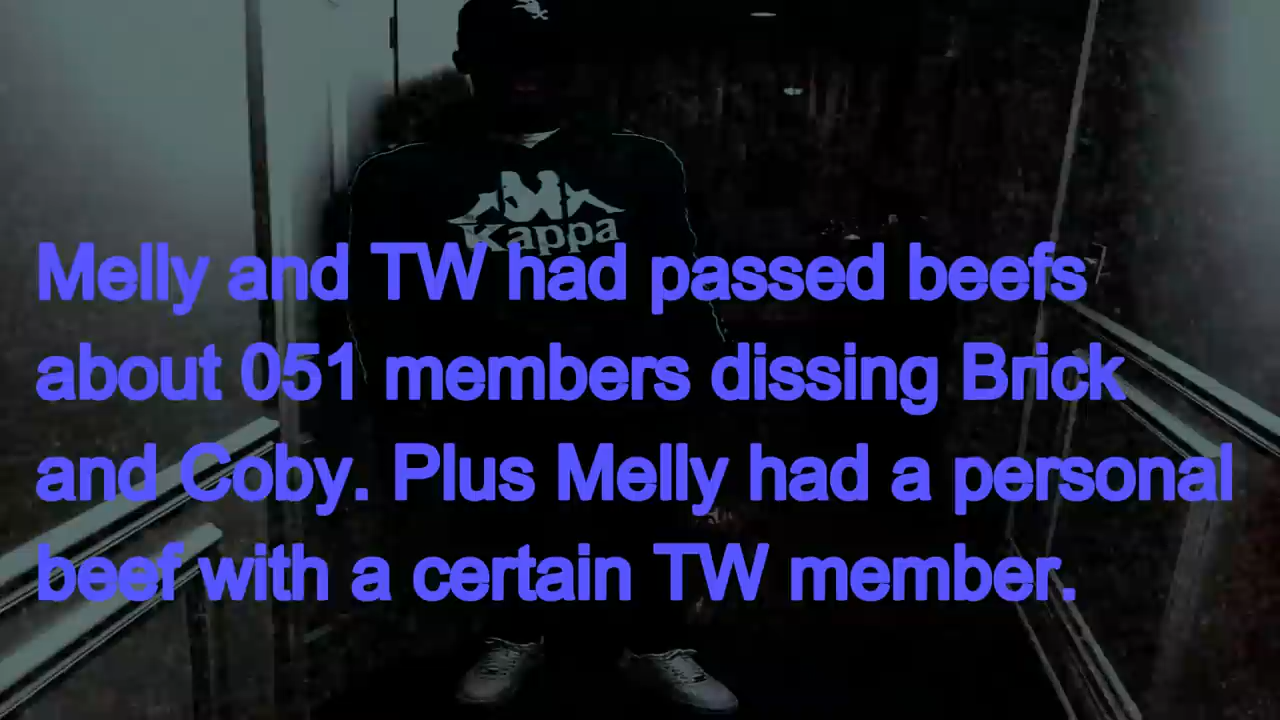 Kappa
Melly and TW had passed beefs
about 051 members dissing Brick
and Coby. Plus Melly had a personal
beef with a certain TW member.